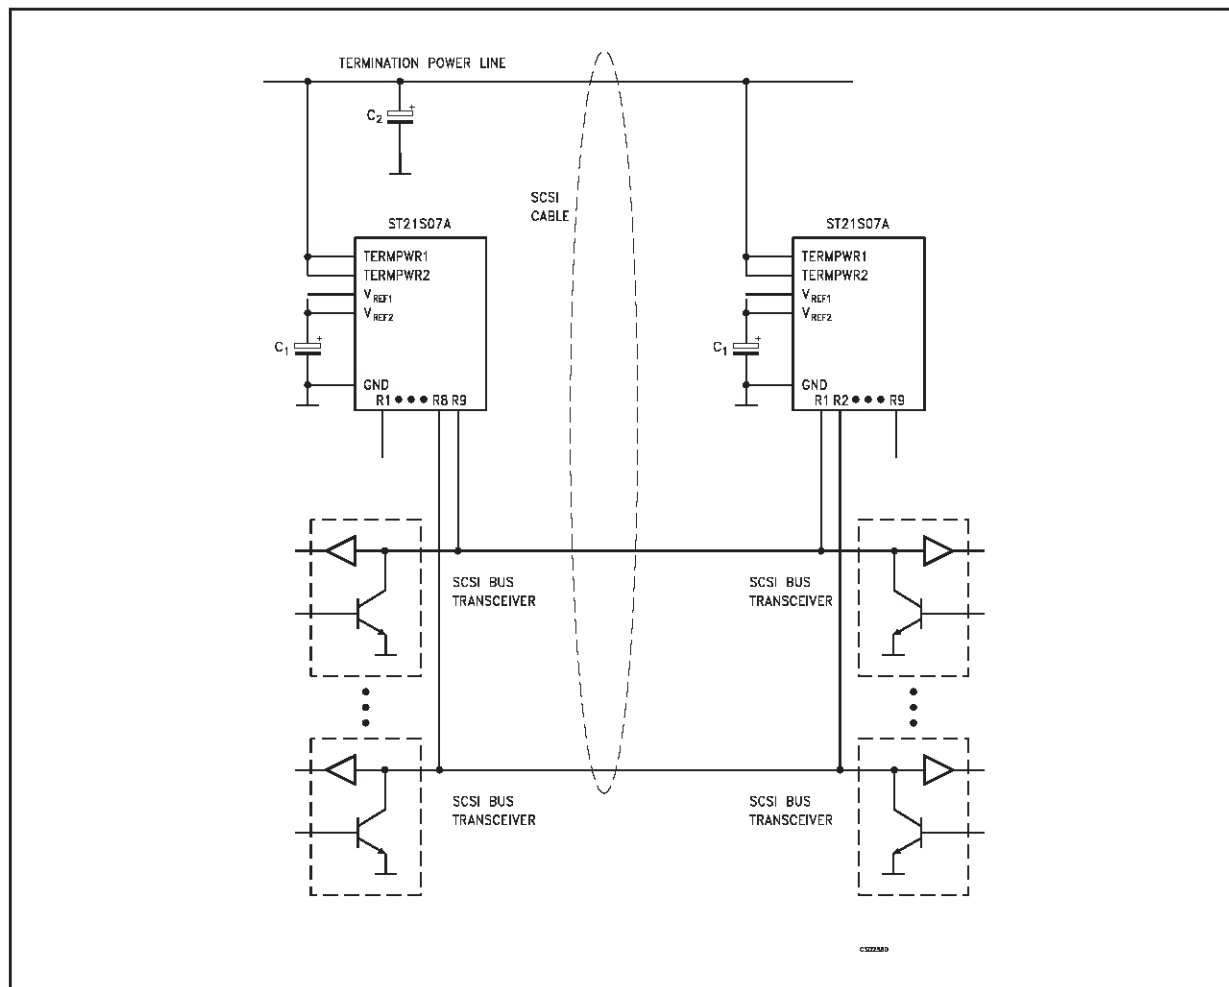 TERMINATION POWER LINE
C2
+
SCSI
CABLE
ST21S07A
TERMPWR1
TERMPWR2
VREF1
VREF2
C1
+
GND
R1 ••• R8 R9
ST21S07A
TERMPWR1
TERMPWR2
VREF1
VREF2
C1
+
GND
R1 R2 ••• R9
SCSI BUS
TRANSCEIVER
SCSI BUS
TRANSCEIVER
SCSI BUS
TRANSCEIVER
SCSI BUS
TRANSCEIVER